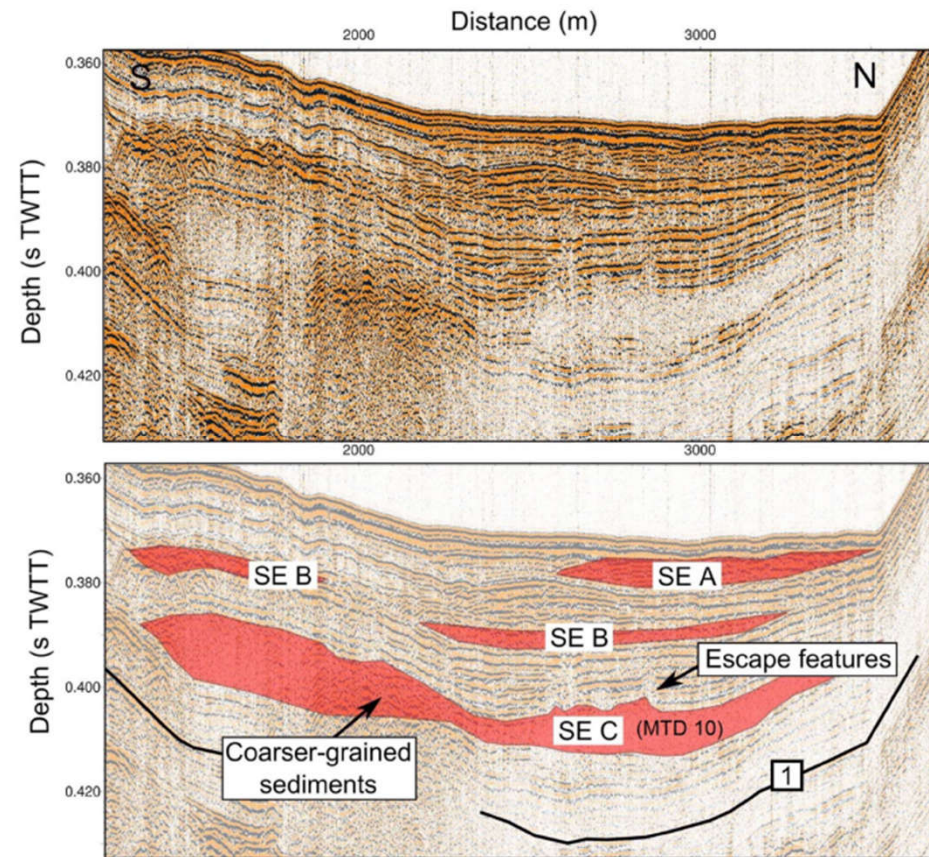 Distance (m)
2000 3000
0.360
S N
0.380
Depth (s TWTT)
0.400
0.420
2000 3000
0.360
0.380
SE B SE A
SE B
Depth (s TWTT)
Escape features
0.400
SE C (MTD 10)
Coarser-grained
sediments
1
0.420